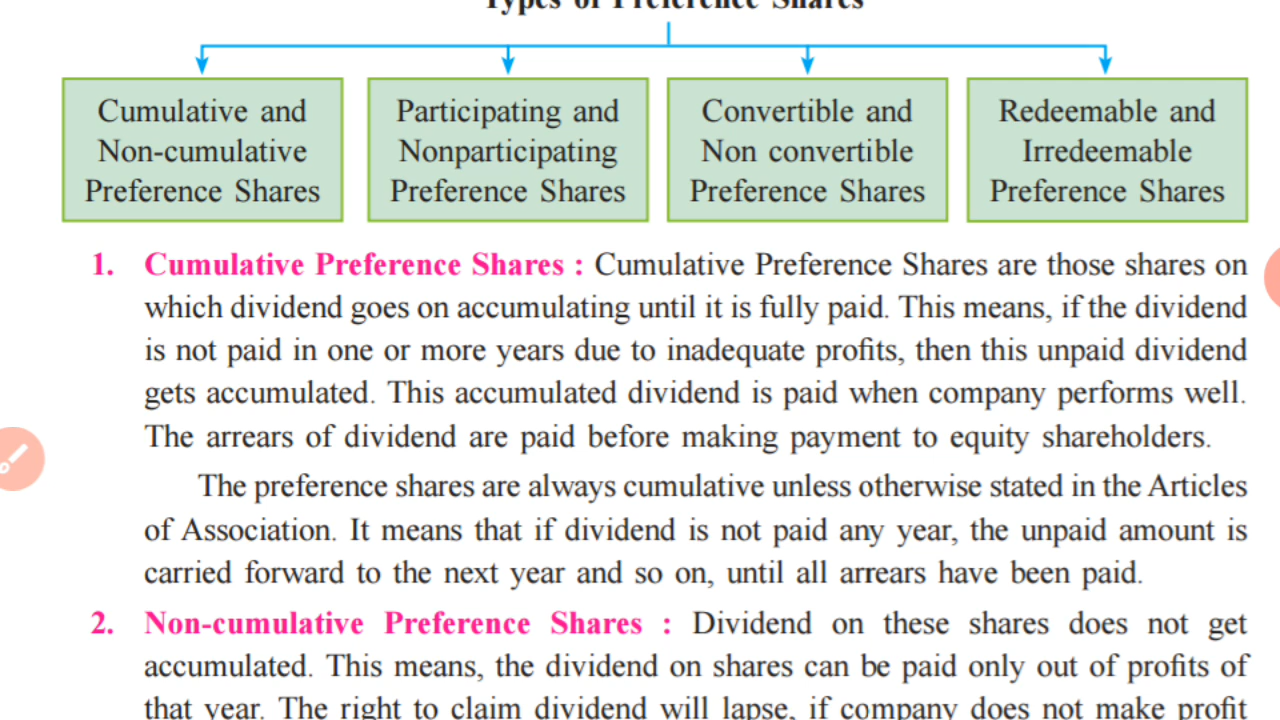 Types of Preference Shares
Cumulative and
Non-cumulative
Preference Shares
Participating and
Nonparticipating
Preference Shares
Convertible and
Non convertible
Preference Shares
Redeemable and
Irredeemable
Preference Shares
1. Cumulative Preference Shares : Cumulative Preference Shares are those shares on
which dividend goes on accumulating until it is fully paid. This means, if the dividend
is not paid in one or more years due to inadequate profits, then this unpaid dividend
gets accumulated. This accumulated dividend is paid when company performs well.
The arrears of dividend are paid before making payment to equity shareholders.
The preference shares are always cumulative unless otherwise stated in the Articles
of Association. It means that if dividend is not paid any year, the unpaid amount is
carried forward to the next year and so on, until all arrears have been paid.
2. Non-cumulative Preference Shares : Dividend on these shares does not get
accumulated. This means, the dividend on shares can be paid only out of profits of
that year. The right to claim dividend will lapse, if company does not make profit